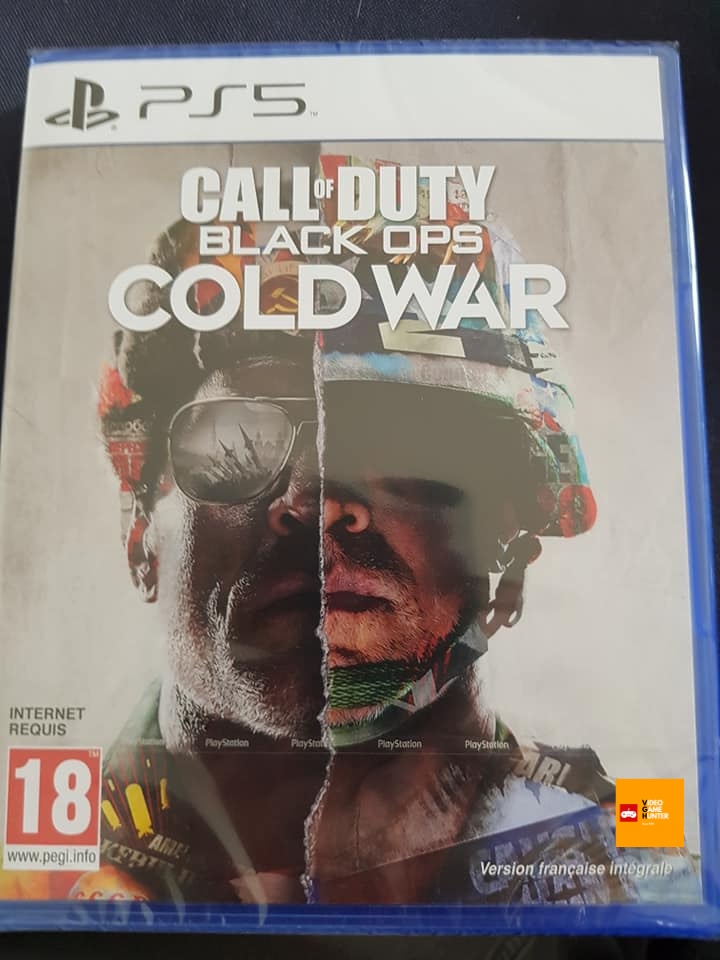 PS5
CALL OF DUTY
BLACK OPS
COLD WAR
INTERNET
REQUIS
PlayStation PlayStation PlayStation PlayStation
18
www.pegi.info
Version française intégrale
VIDEO
GAME
HUNTER